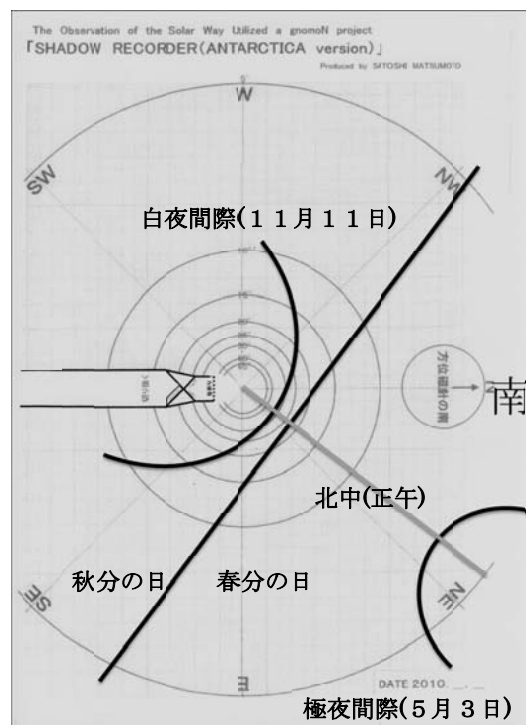 The Observation of the Solar Way Utilized a gnomoN project
「SHADOW RECORDER(ANTARCTICA version)」
Produced by SATOSHI MATSUMOTO
W
SW
NW
白夜間際(11月11日)
方位磁針の南
南
北中(正午)
秋分の日
春分の日
SE
NE
E
DATE 2010.__.__
極夜間際(5月3日)